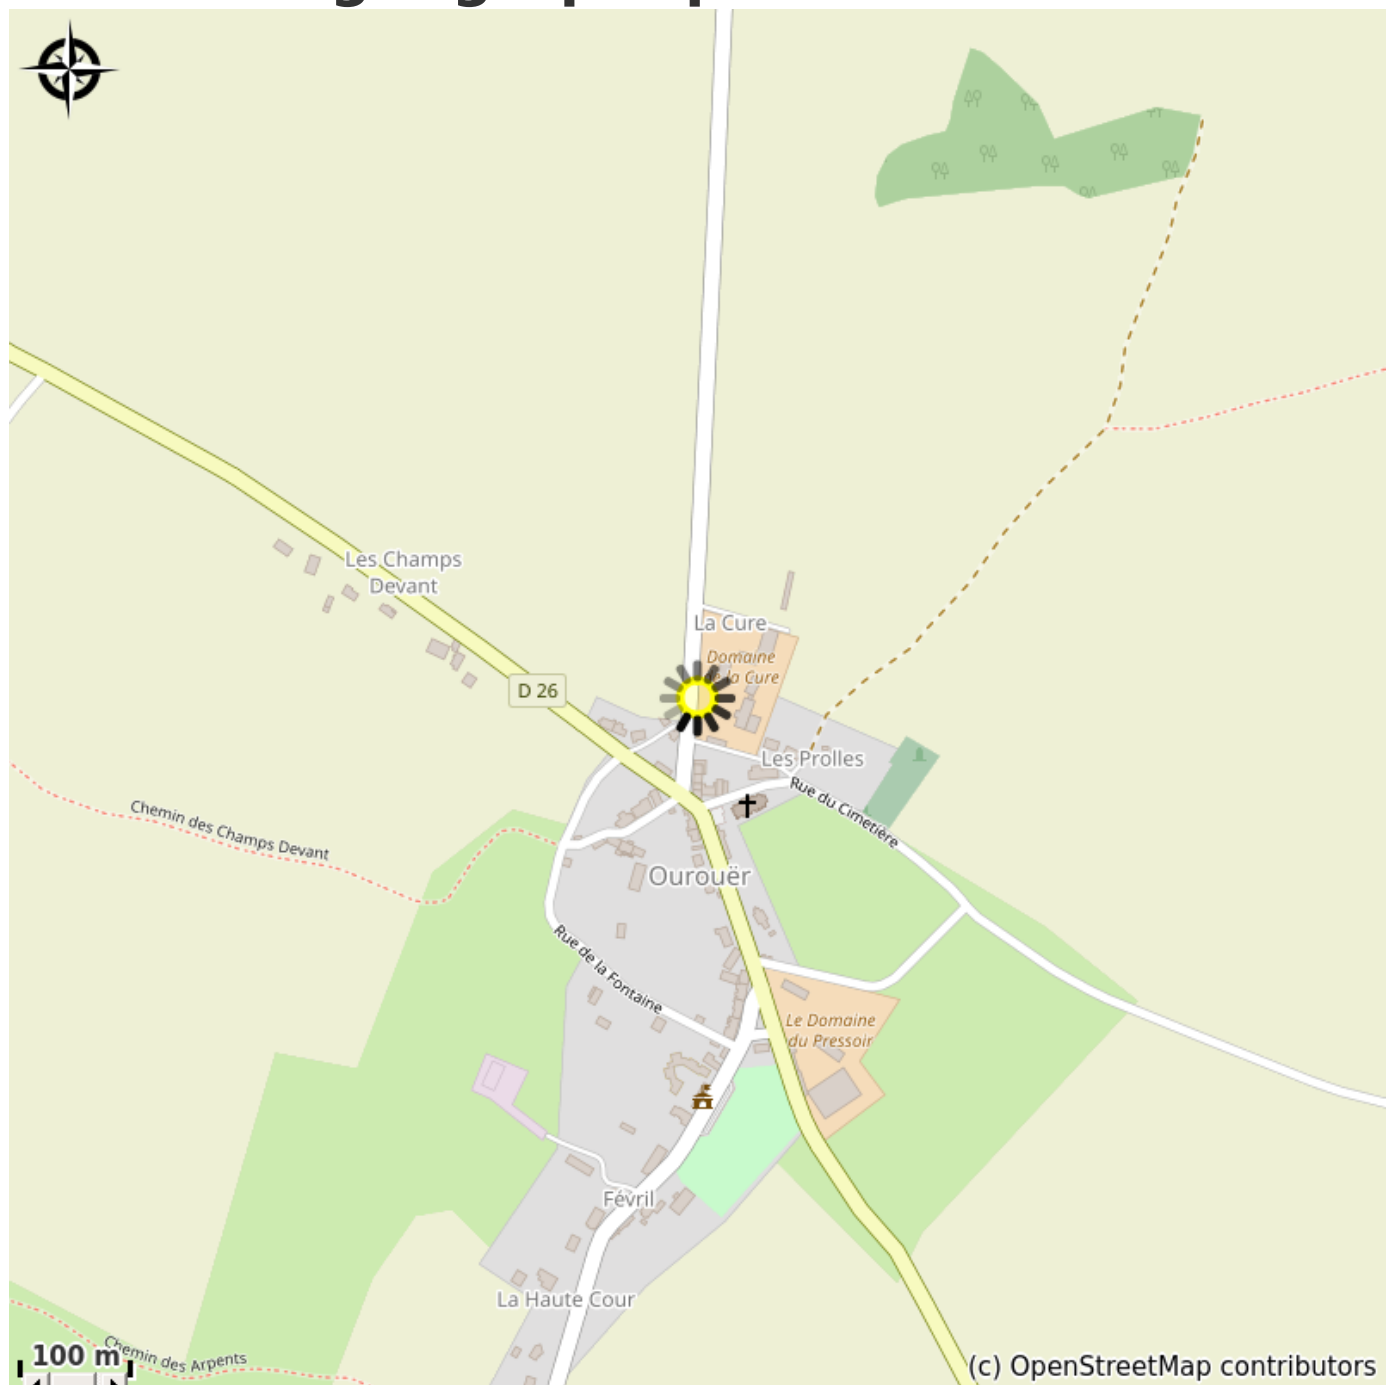 Les Champs
Devant
La Cure
Domaine
de la Cure
D 26
Les Prolles
Rue du Cimetière
Chemin des Champs Devant
Ourouër
Rue de la Fontaine
Le Domaine
du Pressoir
Févril
La Haute Cour
Chemin des Arpents
100 m
(c) OpenStreetMap contributors